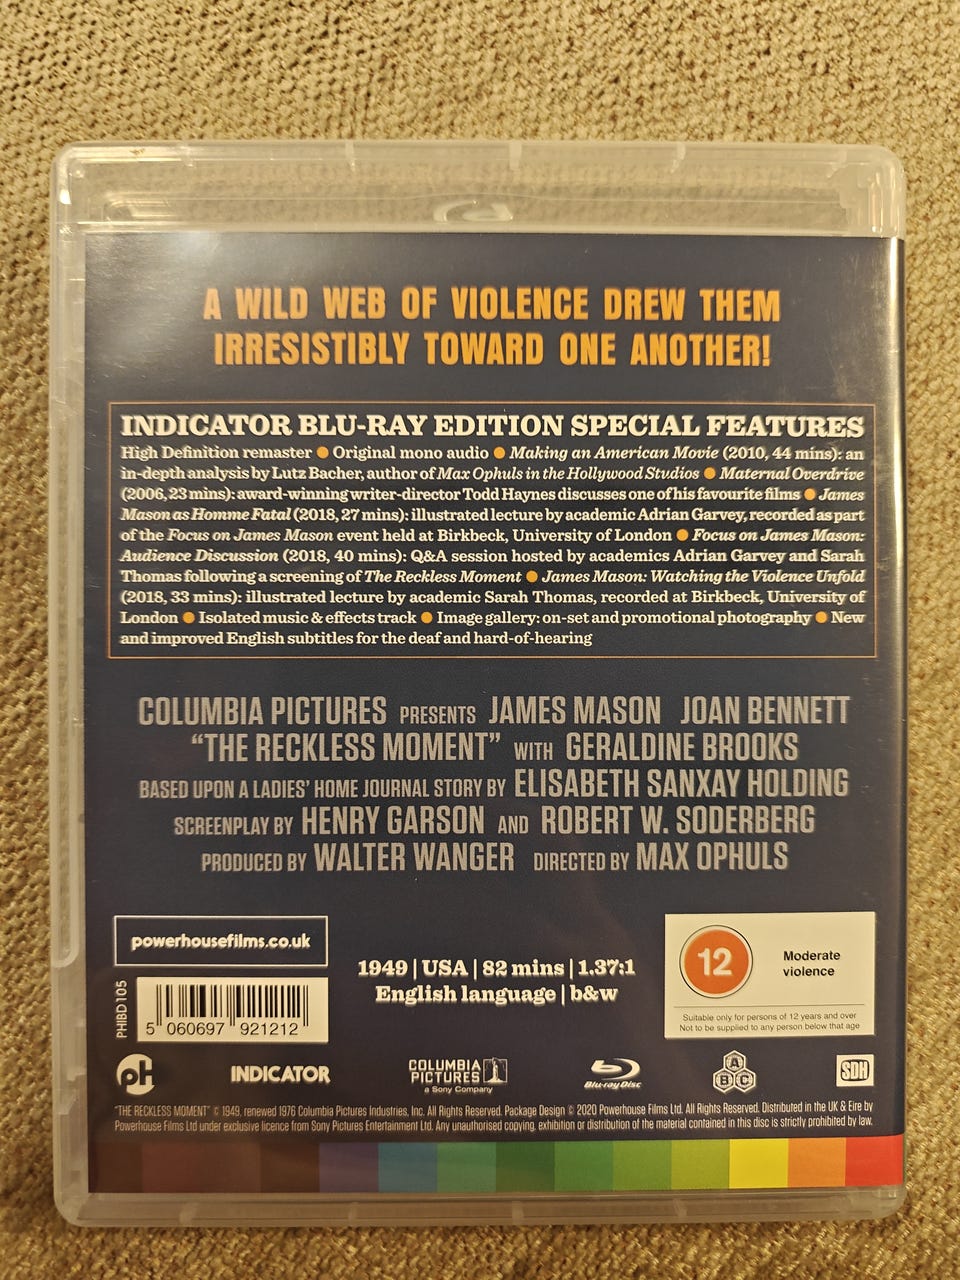 A WILD WEB OF VIOLENCE DREW THEM
IRRESISTIBLY TOWARD ONE ANOTHER!
INDICATOR BLU-RAY EDITION SPECIAL FEATURES
High Definition remaster ● Original mono audio ● Making an American Movie (2010, 44 mins): an
in-depth analysis by Lutz Bacher, author of Max Ophuls in the Hollywood Studios ● Maternal Overdrive
(2006, 23 mins): award-winning writer-director Todd Haynes discusses one of his favourite films ● James
Mason as Homme Fatal (2018, 27 mins): illustrated lecture by academic Adrian Garvey, recorded as part
of the Focus on James Mason event held at Birkbeck, University of London ● Focus on James Mason:
Audience Discussion (2018, 40 mins): Q&A session hosted by academics Adrian Garvey and Sarah
Thomas following a screening of The Reckless Moment ● James Mason: Watching the Violence Unfold
(2018, 33 mins): illustrated lecture by academic Sarah Thomas, recorded at Birkbeck, University of
London ● Isolated music & effects track ● Image gallery: on-set and promotional photography ● New
and improved English subtitles for the deaf and hard-of-hearing
COLUMBIA PICTURES PRESENTS JAMES MASON JOAN BENNETT
“THE RECKLESS MOMENT” WITH GERALDINE BROOKS
BASED UPON A LADIES’ HOME JOURNAL STORY BY ELISABETH SANXAY HOLDING
SCREENPLAY BY HENRY GARSON AND ROBERT W. SODERBERG
PRODUCED BY WALTER WANGER DIRECTED BY MAX OPHULS
powerhousefilms.co.uk
PHIBD105
5 060697 921212
1949 | USA | 82 mins | 1.37:1
English language | b&w
12
Moderate
violence
Suitable only for persons of 12 years and over
Not to be supplied to any person below that age
pH
INDICATOR
COLUMBIA
PICTURES
a Sony Company
Blu-ray Disc
A
B C
SDH
"THE RECKLESS MOMENT" © 1949, renewed 1976 Columbia Pictures Industries, Inc. All Rights Reserved. Package Design © 2020 Powerhouse Films Ltd. All Rights Reserved. Distributed in the UK & Eire by
Powerhouse Films Ltd under exclusive licence from Sony Pictures Entertainment Ltd. Any unauthorised copying, exhibition or distribution of the material contained in this disc is strictly prohibited by law.